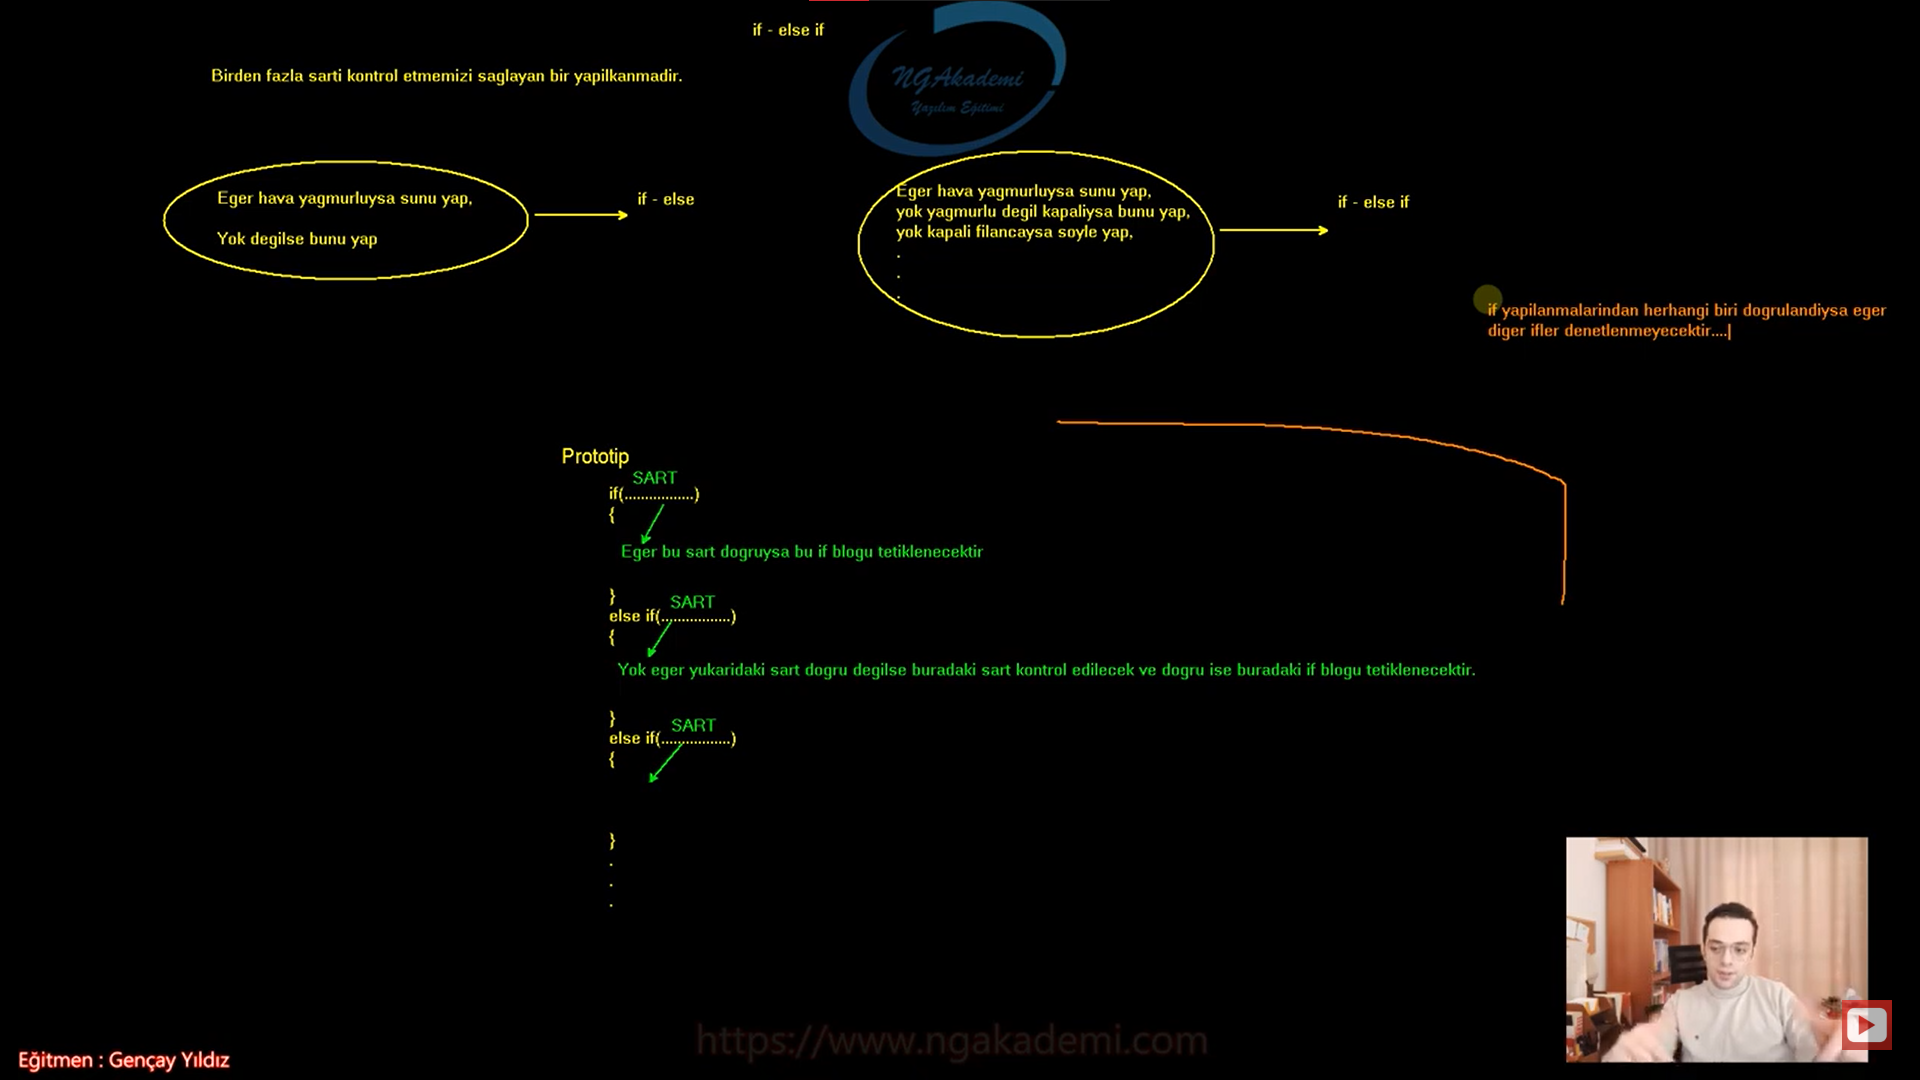 if - else if
NGAkademi
Yazılım Eğitimi
Birden fazla sarti kontrol etmemizi saglayan bir yapilkanmadir.
Eger hava yagmurluysa sunu yap,
Yok degilse bunu yap
if - else
Eger hava yagmurluysa sunu yap,
yok yagmurlu degil kapaliysa bunu yap,
yok kapali filancaysa soyle yap,
.
.
.
if - else if
if yapilanmalarindan herhangi biri dogrulandiysa eger
diger ifler denetlenmeyecektir....|
Prototip
SART
if(.................)
{
Eger bu sart dogruysa bu if blogu tetiklenecektir
}
SART
else if(.................)
{
Yok eger yukaridaki sart dogru degilse buradaki sart kontrol edilecek ve dogru ise buradaki if blogu tetiklenecektir.
}
SART
else if(.................)
{
}
.
.
.
https://www.ngakademi.com
Eğitmen : Gençay Yıldız